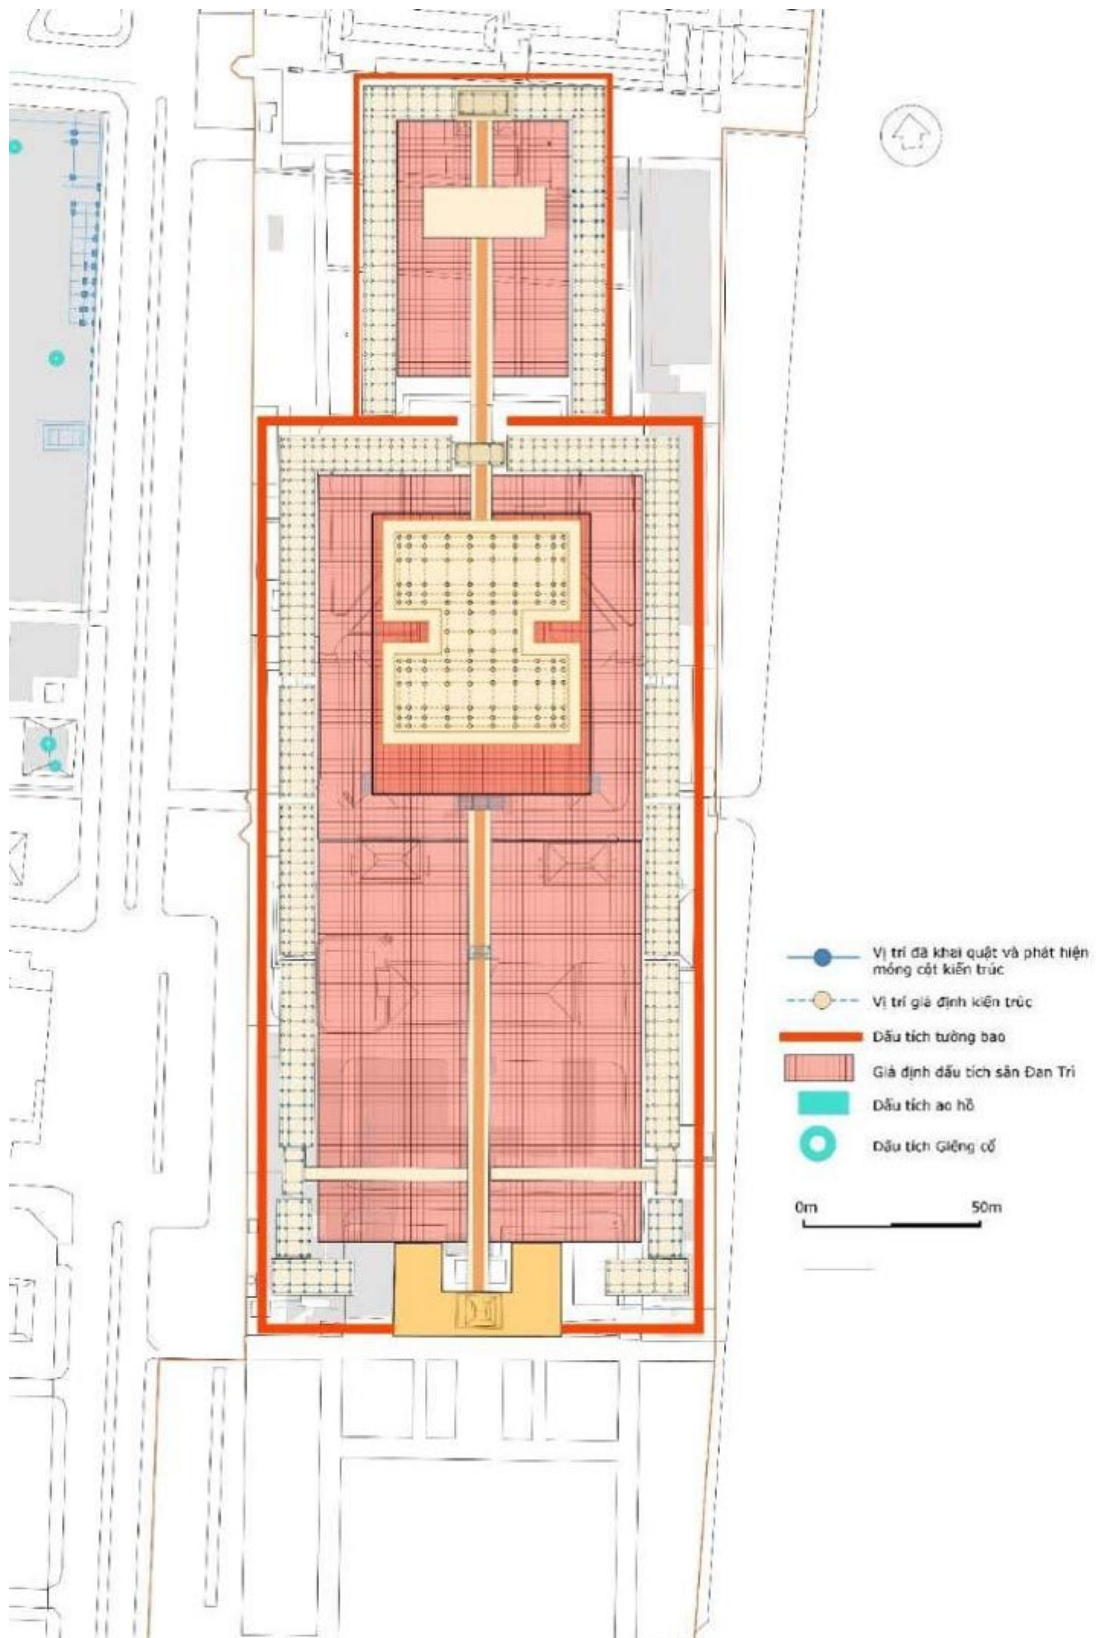 Vị trí đã khai quật và phát hiện
móng cột kiến trúc
Vị trí giả định kiến trúc
Dấu tích tường bao
Giả định dấu tích sân Đan Trì
Dấu tích ao hồ
Dấu tích Giếng cổ
0m 50m